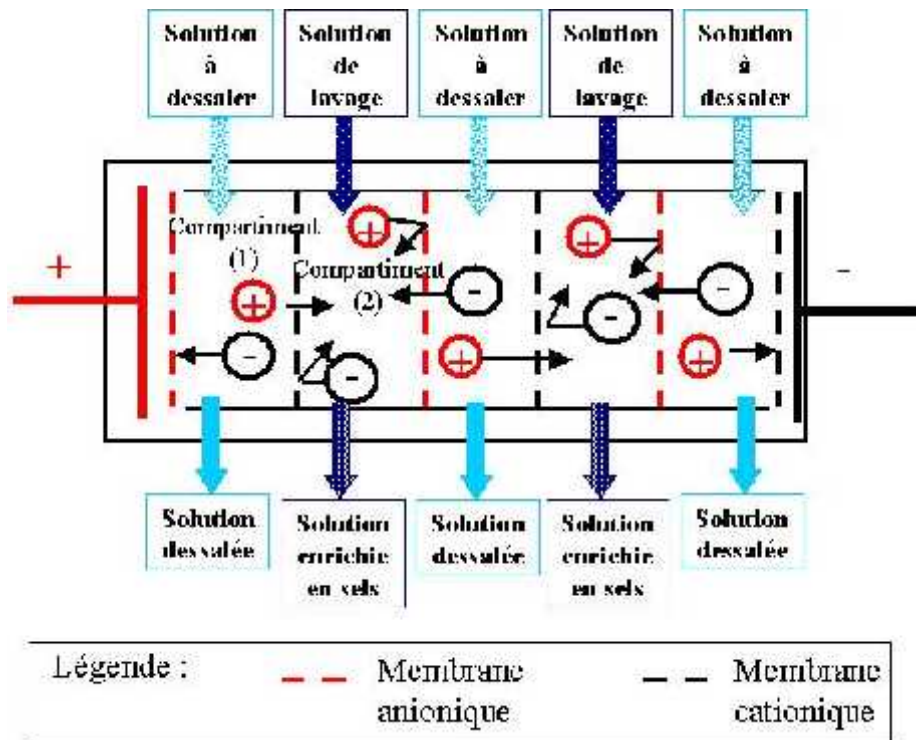 Solution
à
dessaler
Solution
de
lavage
Solution
à
dessaler
Solution
de
lavage
Solution
à
dessaler
Compartiment
(1)
Compartiment
(2)
+
-
+
+
+
+
+
-
-
-
-
-
Solution
dessalée
Solution
enrichie
en sels
Solution
dessalée
Solution
enrichie
en sels
Solution
dessalée
Légende :
Membrane
anionique
Membrane
cationique